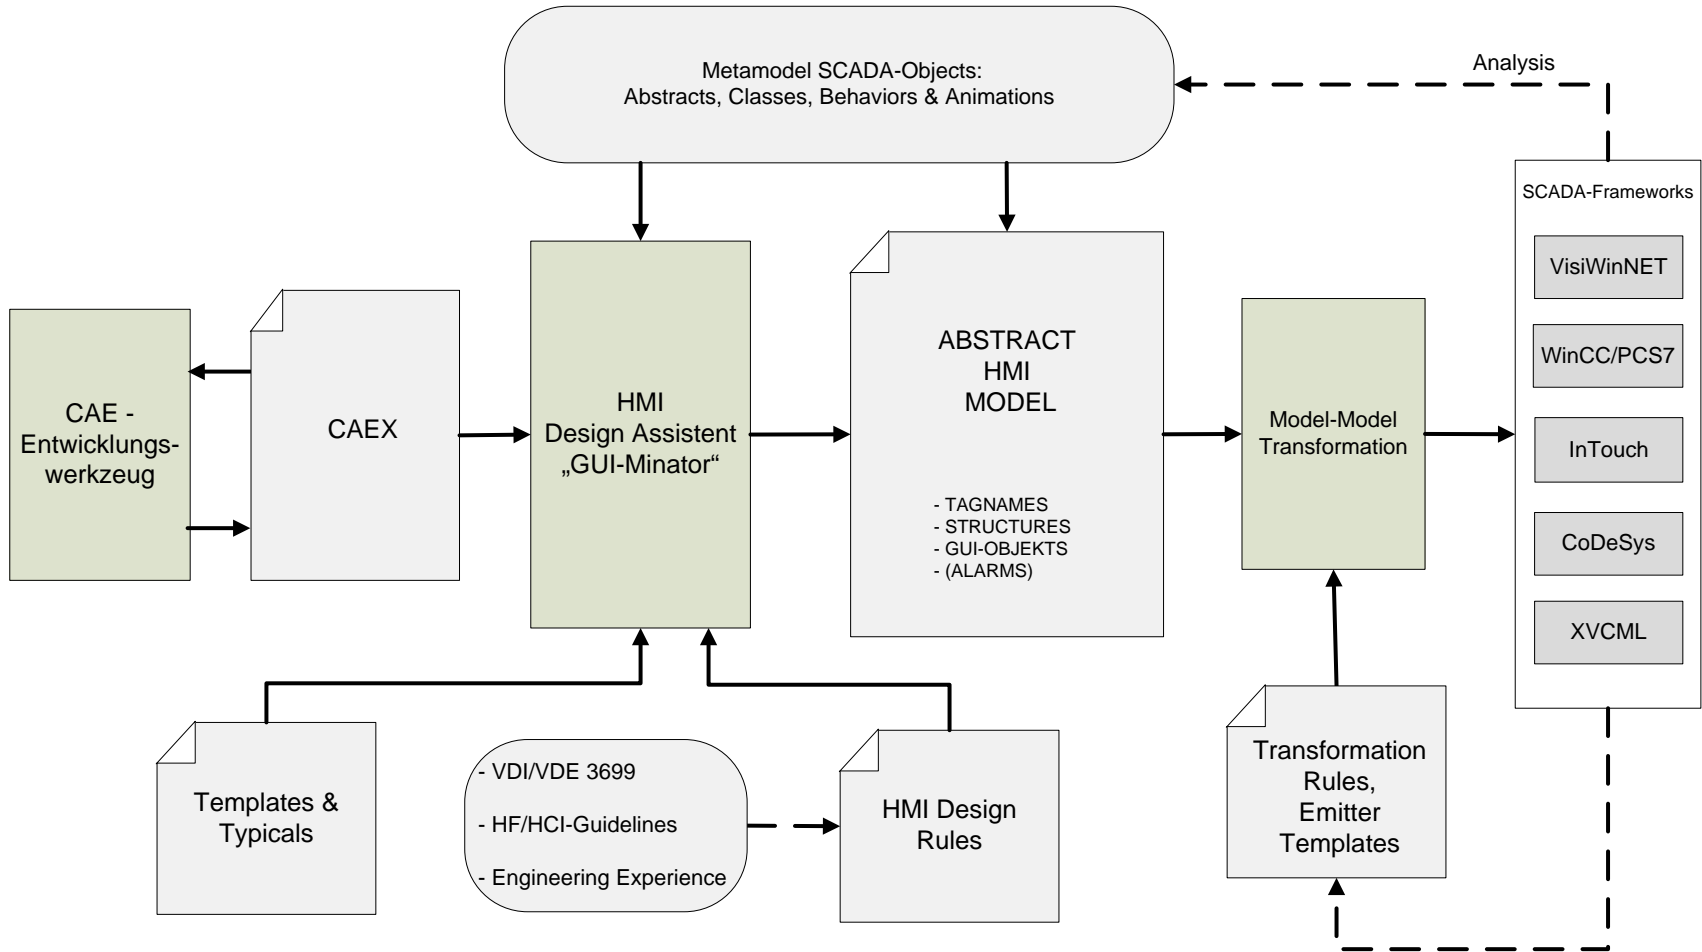 Metamodel SCADA-Objects:
Abstracts, Classes, Behaviors & Animations
Analysis
CAE -
Entwicklungs-
werkzeug
CAEX
HMI
Design Assistent
„GUI-Minator“
ABSTRACT
HMI
MODEL
- TAGNAMES
- STRUCTURES
- GUI-OBJEKTS
- (ALARMS)
Model-Model
Transformation
SCADA-Frameworks
VisiWinNET
WinCC/PCS7
InTouch
CoDeSys
XVCML
Templates &
Typicals
- VDI/VDE 3699
- HF/HCI-Guidelines
- Engineering Experience
HMI Design
Rules
Transformation
Rules,
Emitter
Templates